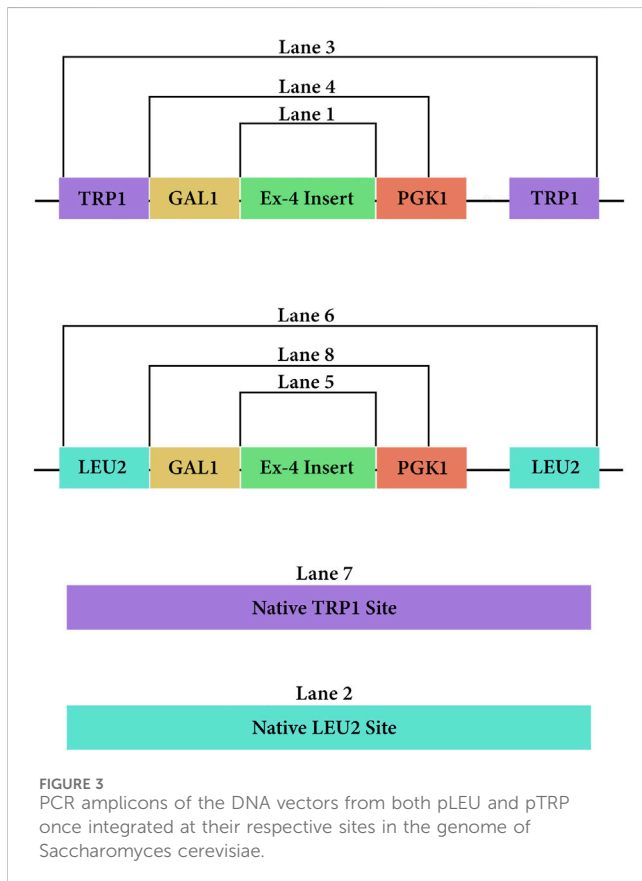 Lane 3
Lane 4
Lane 1
TRP1 GAL1 Ex-4 Insert PGK1 TRP1
Lane 6
Lane 8
Lane 5
LEU2 GAL1 Ex-4 Insert PGK1 LEU2
Lane 7
Native TRP1 Site
Lane 2
Native LEU2 Site
FIGURE 3
PCR amplicons of the DNA vectors from both pLEU and pTRP
once integrated at their respective sites in the genome of
Saccharomyces cerevisiae.